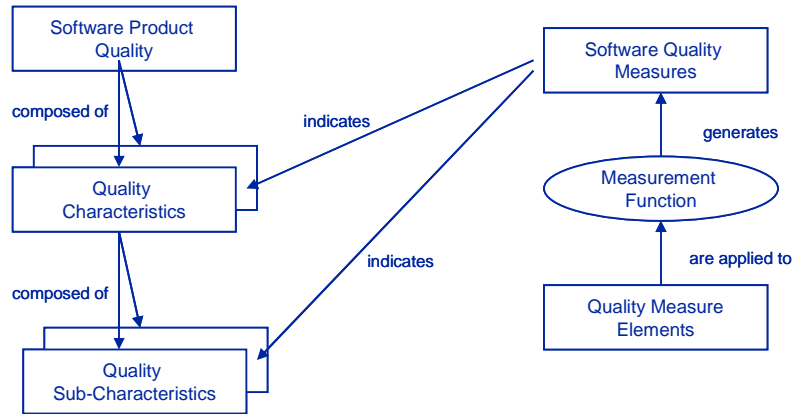 Software Product
Quality
composed of
Quality
Characteristics
composed of
Quality
Sub-Characteristics
indicates
indicates
Software Quality
Measures
generates
Measurement
Function
are applied to
Quality Measure
Elements